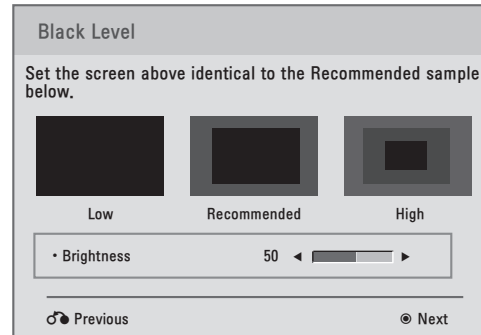 Black Level
Set the screen above identical to the Recommended sample
below.
Low Recommended High
• Brightness 50 ◄ ►
Previous ◉ Next